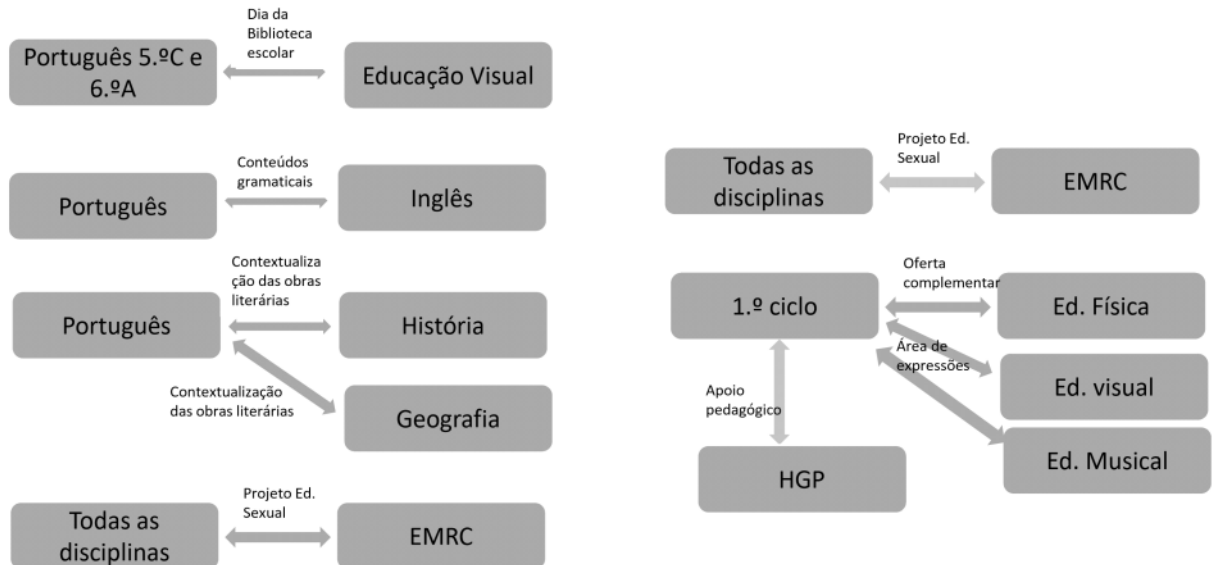 Dia da
Biblioteca
escolar
Português 5.ºC e
6.ºA
Educação Visual
Conteúdos
gramaticais
Português
Inglês
Contextualiza
ção das obras
literárias
Português
História
Contextualização
das obras literárias
Geografia
Projeto Ed.
Sexual
Todas as
disciplinas
EMRC
Projeto Ed.
Sexual
Todas as
disciplinas
EMRC
Oferta
complementar
1.º ciclo
Ed. Física
Área de
expressões
Ed. visual
Apoio
pedagógico
Ed. Musical
HGP